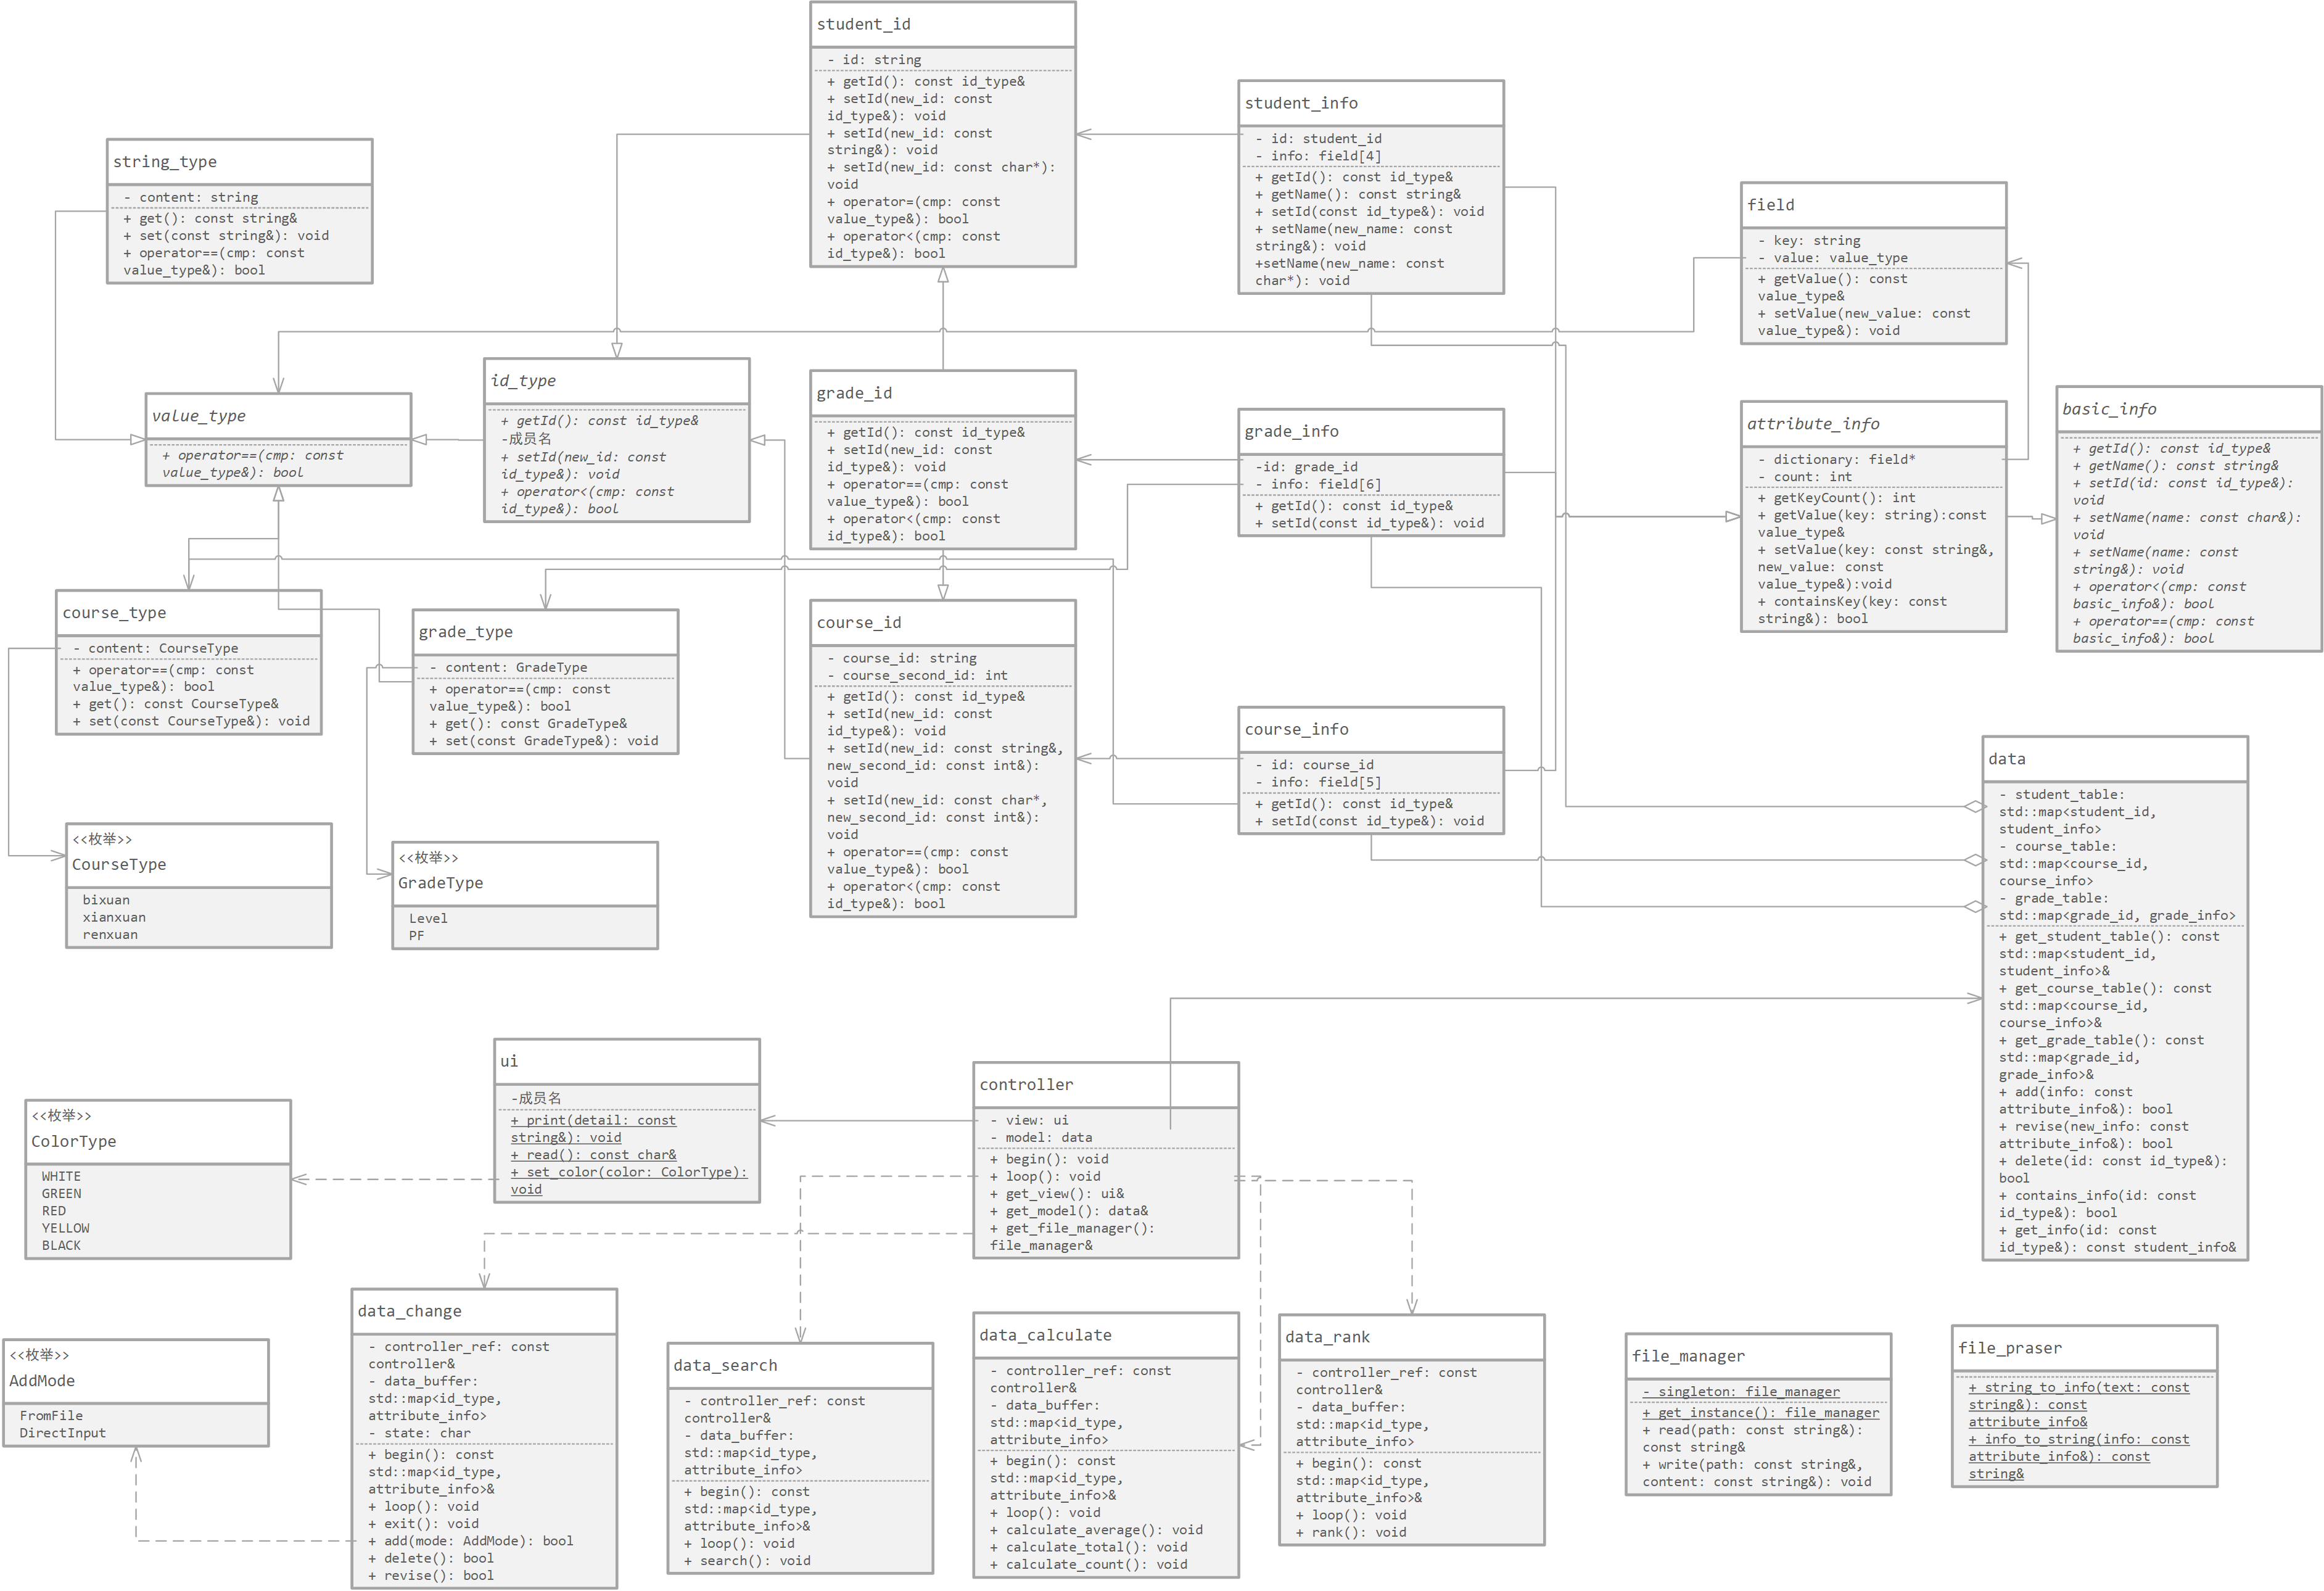 student_id
- id: string
+ getId(): const id_type&
+ setId(new_id: const
id_type&): void
+ setId(new_id: const
string&): void
+ setId(new_id: const char*):
void
+ operator=(cmp: const
value_type&): bool
+ operator<(cmp: const
id_type&): bool
student_info
- id: student_id
- info: field[4]
+ getId(): const id_type&
+ getName(): const string&
+ setId(const id_type&): void
+ setName(new_name: const
string&): void
+setName(new_name: const
char*): void
string_type
- content: string
+ get(): const string&
+ set(const string&): void
+ operator==(cmp: const
value_type&): bool
field
- key: string
- value: value_type
+ getValue(): const
value_type&
+ setValue(new_value: const
value_type&): void
value_type
+ operator==(cmp: const
value_type&): bool
id_type
+ getId(): const id_type&
-成员名
+ setId(new_id: const
id_type&): void
+ operator<(cmp: const
id_type&): bool
grade_id
+ getId(): const id_type&
+ setId(new_id: const
id_type&): void
+ operator==(cmp: const
value_type&): bool
+ operator<(cmp: const
id_type&): bool
grade_info
-id: grade_id
- info: field[6]
+ getId(): const id_type&
+ setId(const id_type&): void
attribute_info
- dictionary: field*
- count: int
+ getKeyCount(): int
+ getValue(key: string):const
value_type&
+ setValue(key: const string&,
new_value: const
value_type&):void
+ containsKey(key: const
string&): bool
basic_info
+ getId(): const id_type&
+ getName(): const string&
+ setId(id: const id_type&):
void
+ setName(name: const char&):
void
+ setName(name: const
string&): void
+ operator<(cmp: const
basic_info&): bool
+ operator==(cmp: const
basic_info&): bool
course_type
- content: CourseType
+ operator==(cmp: const
value_type&): bool
+ get(): const CourseType&
+ set(const CourseType&): void
grade_type
- content: GradeType
+ operator==(cmp: const
value_type&): bool
+ get(): const GradeType&
+ set(const GradeType&): void
course_id
- course_id: string
- course_second_id: int
+ getId(): const id_type&
+ setId(new_id: const
id_type&): void
+ setId(new_id: const string&,
new_second_id: const int&):
void
+ setId(new_id: const char*,
new_second_id: const int&):
void
+ operator==(cmp: const
value_type&): bool
+ operator<(cmp: const
id_type&): bool
course_info
- id: course_id
- info: field[5]
+ getId(): const id_type&
+ setId(const id_type&): void
data
- student_table:
std::map<student_id,
student_info>
- course_table:
std::map<course_id,
course_info>
- grade_table:
std::map<grade_id, grade_info>
+ get_student_table(): const
std::map<student_id,
student_info>&
+ get_course_table(): const
std::map<course_id,
course_info>&
+ get_grade_table(): const
std::map<grade_id,
grade_info>&
+ add(info: const
attribute_info&): bool
+ revise(new_info: const
attribute_info&): bool
+ delete(id: const id_type&):
bool
+ contains_info(id: const
id_type&): bool
+ get_info(id: const
id_type&): const student_info&
<<枚举>>
CourseType
bixuan
xianxuan
renxuan
<<枚举>>
GradeType
Level
PF
ui
-成员名
+ print(detail: const
string&): void
+ read(): const char&
+ set_color(color: ColorType):
void
controller
- view: ui
- model: data
+ begin(): void
+ loop(): void
+ get_view(): ui&
+ get_model(): data&
+ get_file_manager():
file_manager&
<<枚举>>
ColorType
WHITE
GREEN
RED
YELLOW
BLACK
<<枚举>>
AddMode
FromFile
DirectInput
data_change
- controller_ref: const
controller&
- data_buffer:
std::map<id_type,
attribute_info>
- state: char
+ begin(): const
std::map<id_type,
attribute_info>&
+ loop(): void
+ exit(): void
+ add(mode: AddMode): bool
+ delete(): bool
+ revise(): bool
data_search
- controller_ref: const
controller&
- data_buffer:
std::map<id_type,
attribute_info>
+ begin(): const
std::map<id_type,
attribute_info>&
+ loop(): void
+ search(): void
data_calculate
- controller_ref: const
controller&
- data_buffer:
std::map<id_type,
attribute_info>
+ begin(): const
std::map<id_type,
attribute_info>&
+ loop(): void
+ calculate_average(): void
+ calculate_total(): void
+ calculate_count(): void
data_rank
- controller_ref: const
controller&
- data_buffer:
std::map<id_type,
attribute_info>
+ begin(): const
std::map<id_type,
attribute_info>&
+ loop(): void
+ rank(): void
file_manager
- singleton: file_manager
+ get_instance(): file_manager
+ read(path: const string&):
const string&
+ write(path: const string&,
content: const string&): void
file_praser
+ string_to_info(text: const
string&): const
attribute_info&
+ info_to_string(info: const
attribute_info&): const
string&